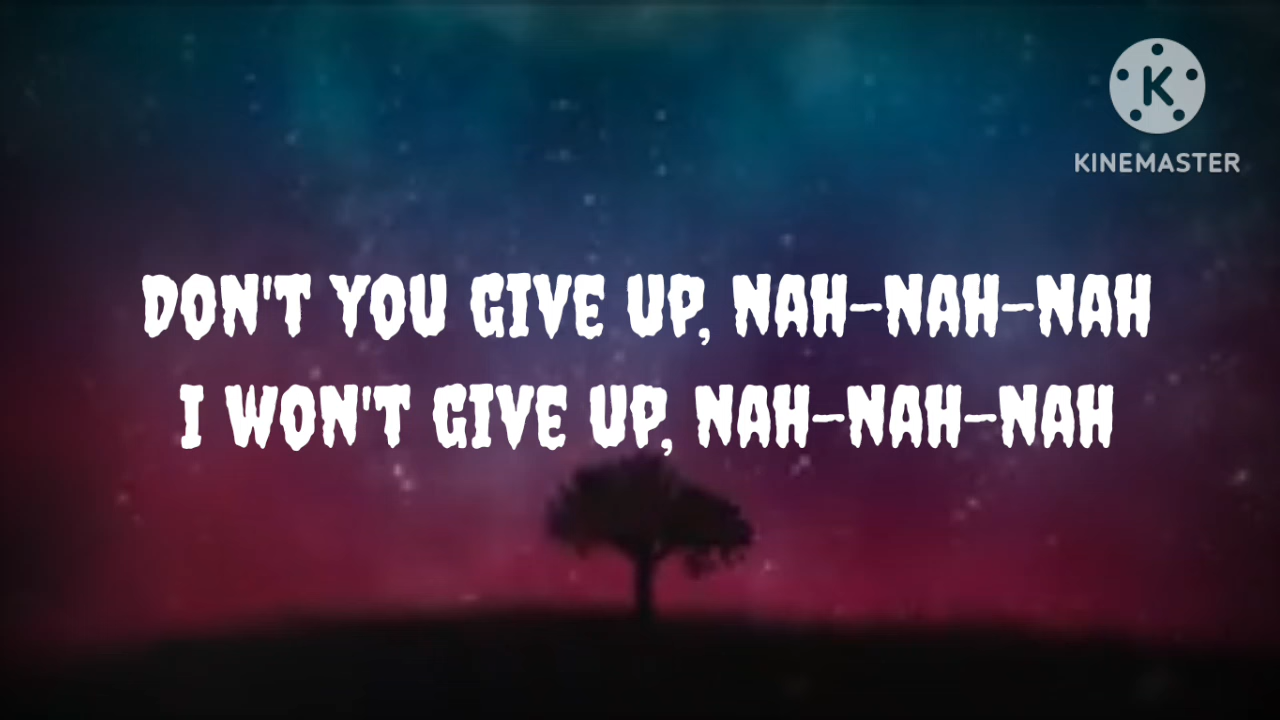 K
KINEMASTER
DON'T YOU GIVE UP, NAH-NAH-NAH
I WON'T GIVE UP, NAH-NAH-NAH